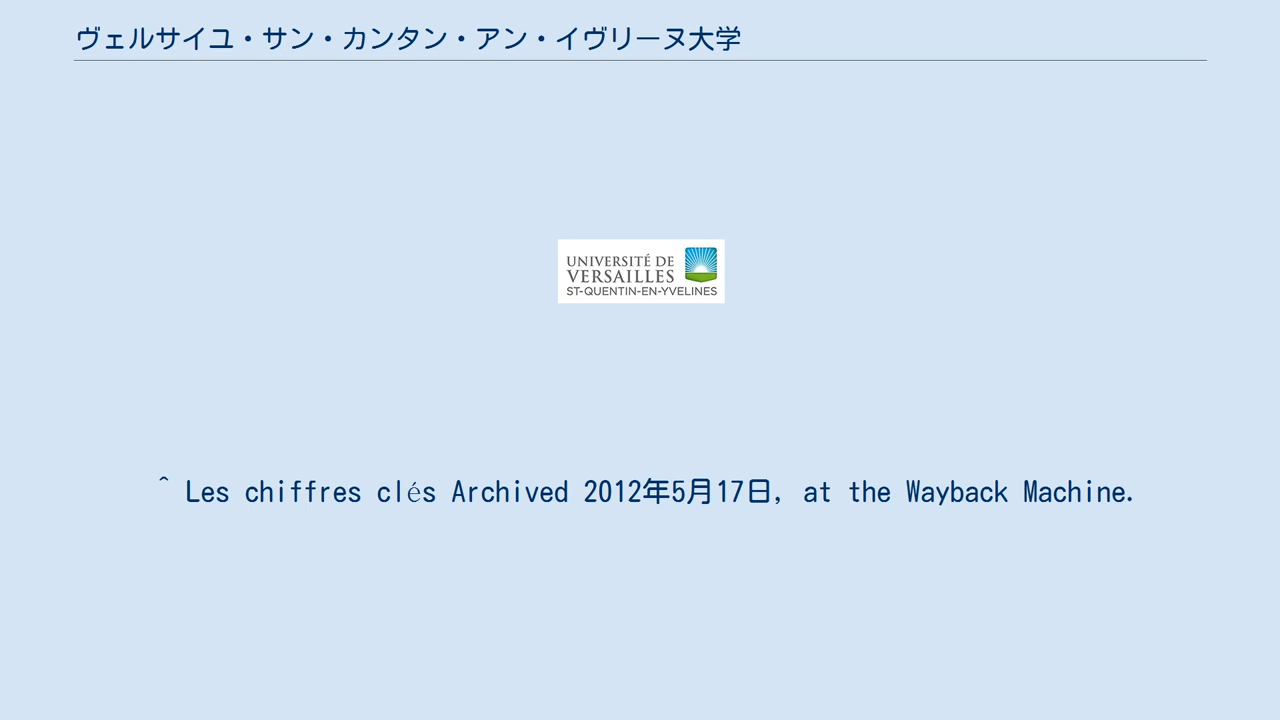 ヴェルサイユ・サン・カンタン・アン・イヴリーヌ大学
UNIVERSITÉ DE
VERSAILLES
ST-QUENTIN-EN-YVELINES
^ Les chiffres clés Archived 2012年5月17日, at the Wayback Machine.